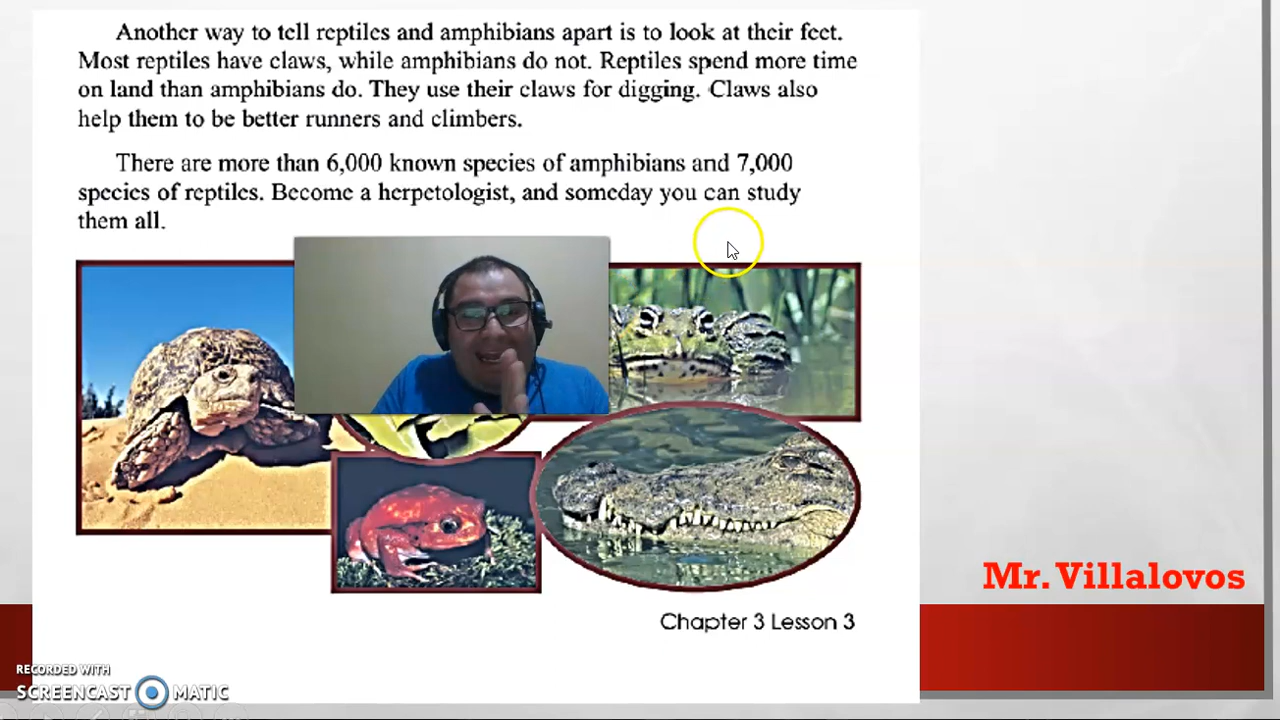 Another way to tell reptiles and amphibians apart is to look at their feet.
Most reptiles have claws, while amphibians do not. Reptiles spend more time
on land than amphibians do. They use their claws for digging. Claws also
help them to be better runners and climbers.
There are more than 6,000 known species of amphibians and 7,000
species of reptiles. Become a herpetologist, and someday you can study
them all.
Mr. Villalovos
Chapter 3 Lesson 3
RECORDED WITH
SCREENCAST MATIC